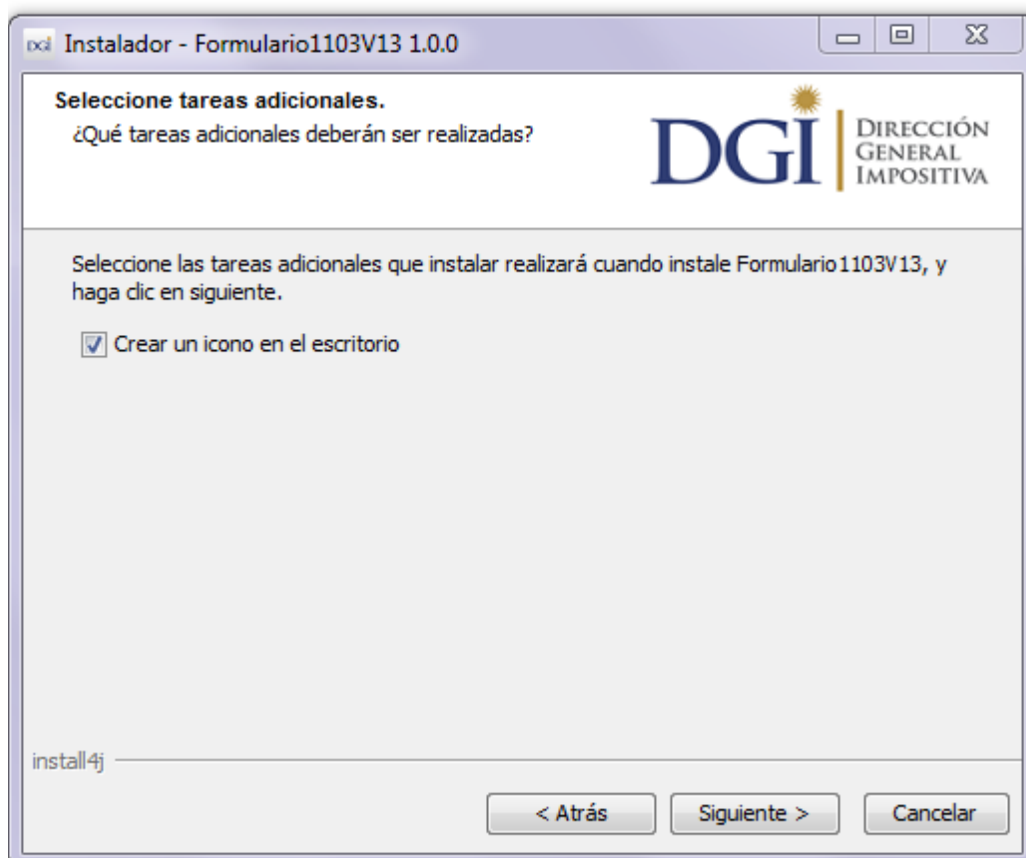 DGI Instalador - Formulario1103V13 1.0.0
Seleccione tareas adicionales.
¿Qué tareas adicionales deberán ser realizadas?
DGI
DIRECCIÓN
GENERAL
IMPOSITIVA
Seleccione las tareas adicionales que instalar realizará cuando instale Formulario1103V13, y
haga clic en siguiente.
Crear un icono en el escritorio
install4j
< Atrás
Siguiente >
Cancelar